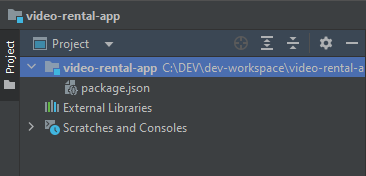 video-rental-app
Project
Project
video-rental-app C:\DEV\dev-workspace\video-rental-a
package.json
External Libraries
Scratches and Consoles